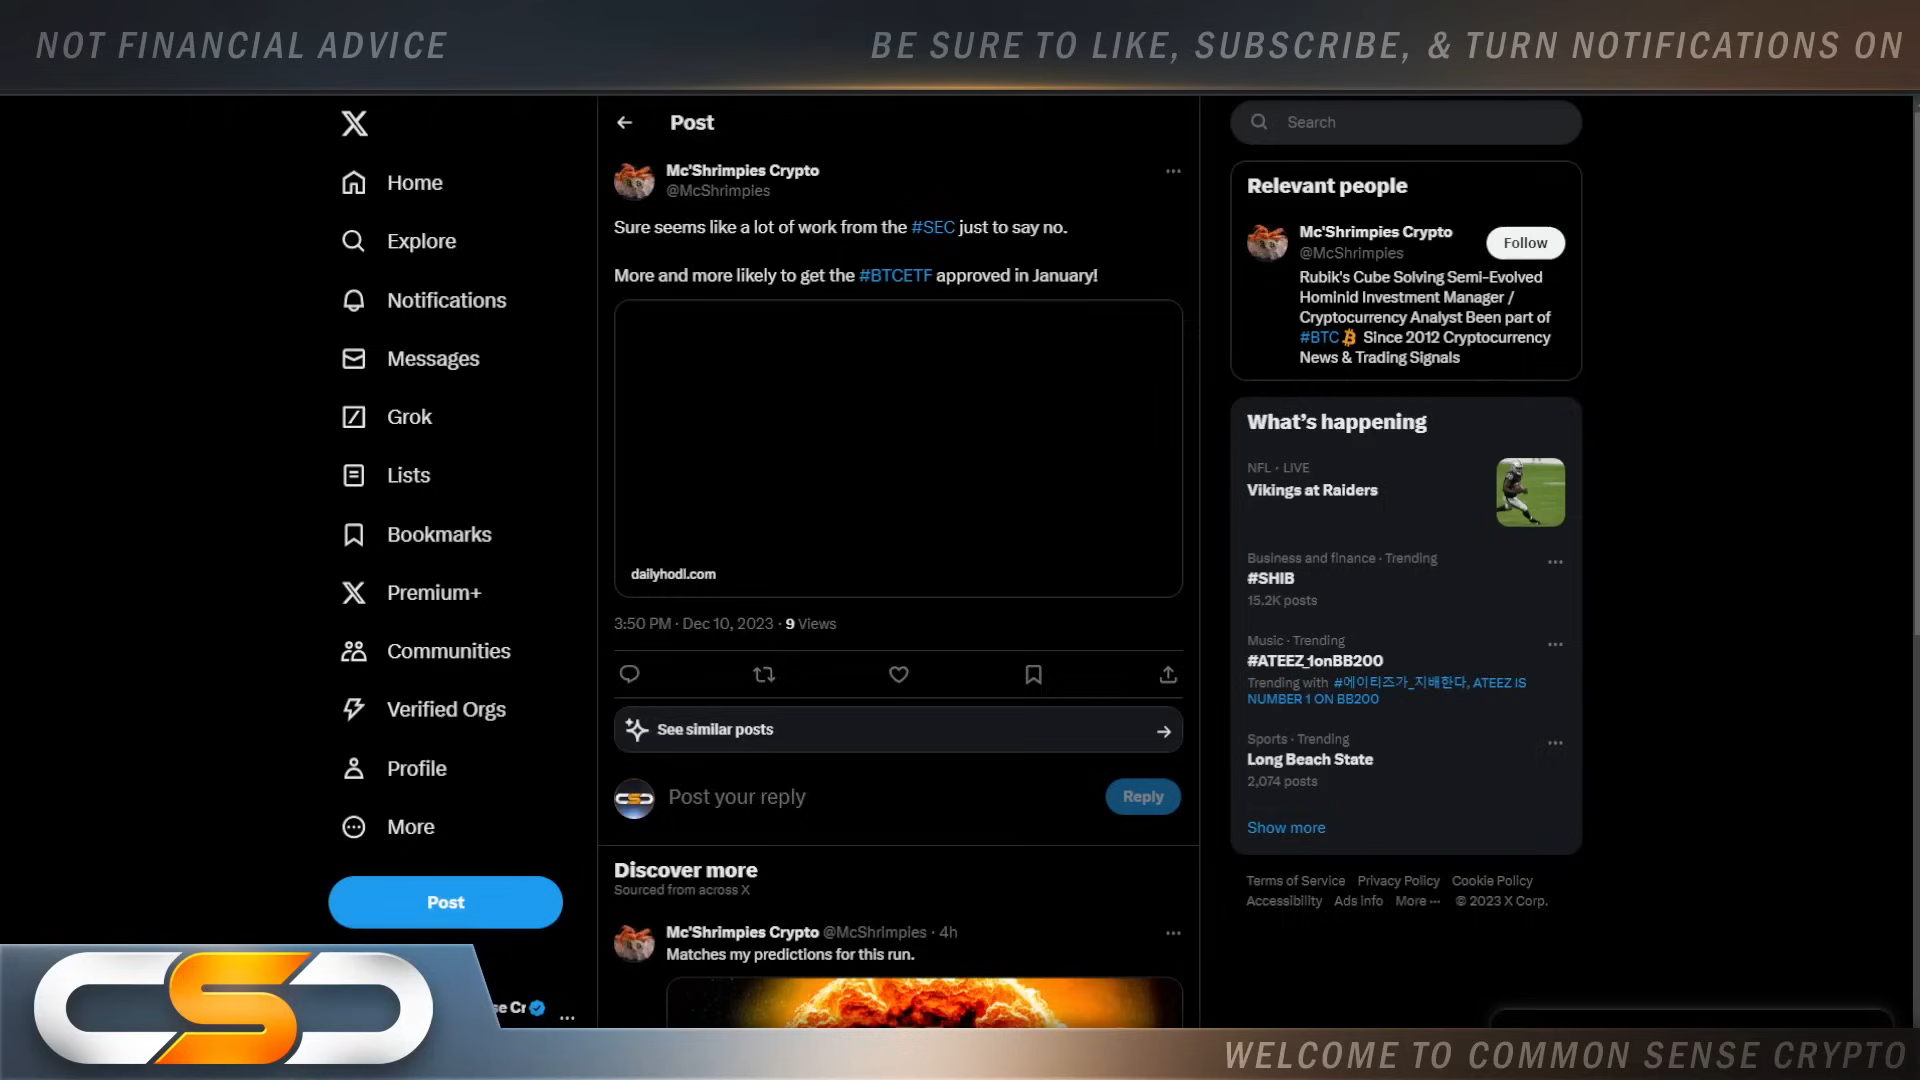 NOT FINANCIAL ADVICE
BE SURE TO LIKE, SUBSCRIBE, & TURN NOTIFICATIONS ON
Home
Explore
Notifications
Messages
Grok
Lists
Bookmarks
Premium+
Communities
Verified Orgs
Profile
More
Post
se Cr
CSC
Post
Mc'Shrimpies Crypto
@McShrimpies
Sure seems like a lot of work from the #SEC just to say no.
More and more likely to get the #BTCETF approved in January!
dailyhodl.com
3:50 PM · Dec 10, 2023 · 9 Views
See similar posts
Post your reply
Reply
Discover more
Sourced from across X
Mc'Shrimpies Crypto @McShrimpies · 4h
Matches my predictions for this run.
Search
Relevant people
Mc'Shrimpies Crypto
@McShrimpies
Follow
Rubik's Cube Solving Semi-Evolved
Hominid Investment Manager /
Cryptocurrency Analyst Been part of
#BTC Since 2012 Cryptocurrency
News & Trading Signals
What's happening
NFL · LIVE
Vikings at Raiders
Business and finance · Trending
#SHIB
15.2K posts
Music · Trending
#ATEEZ_1onBB200
Trending with #에이티즈가_지배한다, ATEEZ IS
NUMBER 1 ON BB200
Sports · Trending
Long Beach State
2,074 posts
Show more
Terms of Service Privacy Policy Cookie Policy
Accessibility Ads info More ··· © 2023 X Corp.
WELCOME TO COMMON SENSE CRYPTO